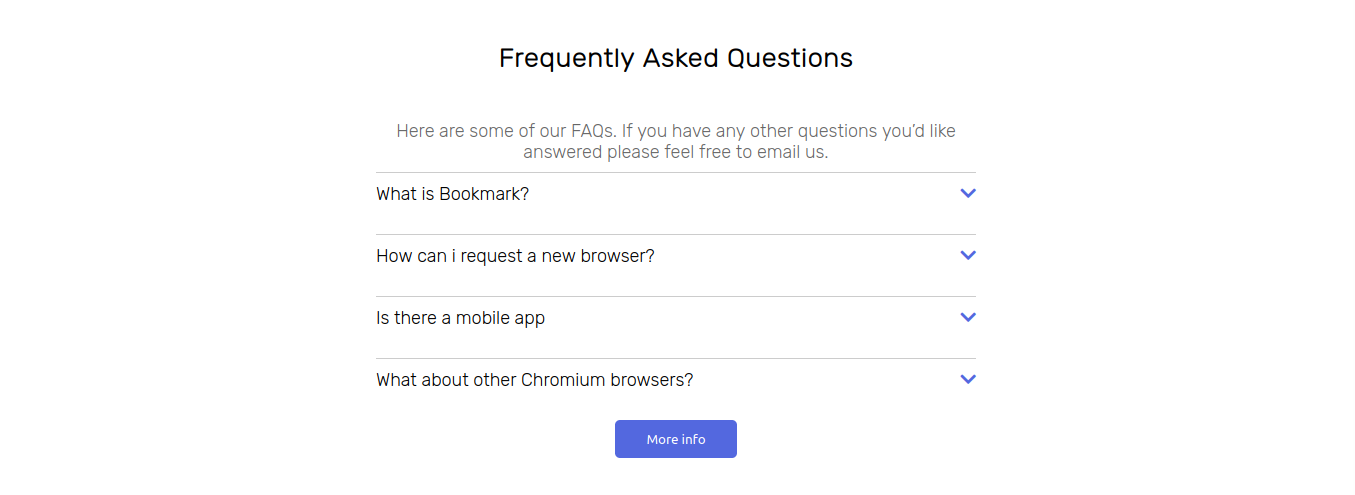 Frequently Asked Questions
Here are some of our FAQs. If you have any other questions you’d like
answered please feel free to email us.
What is Bookmark?
How can i request a new browser?
Is there a mobile app
What about other Chromium browsers?
More info